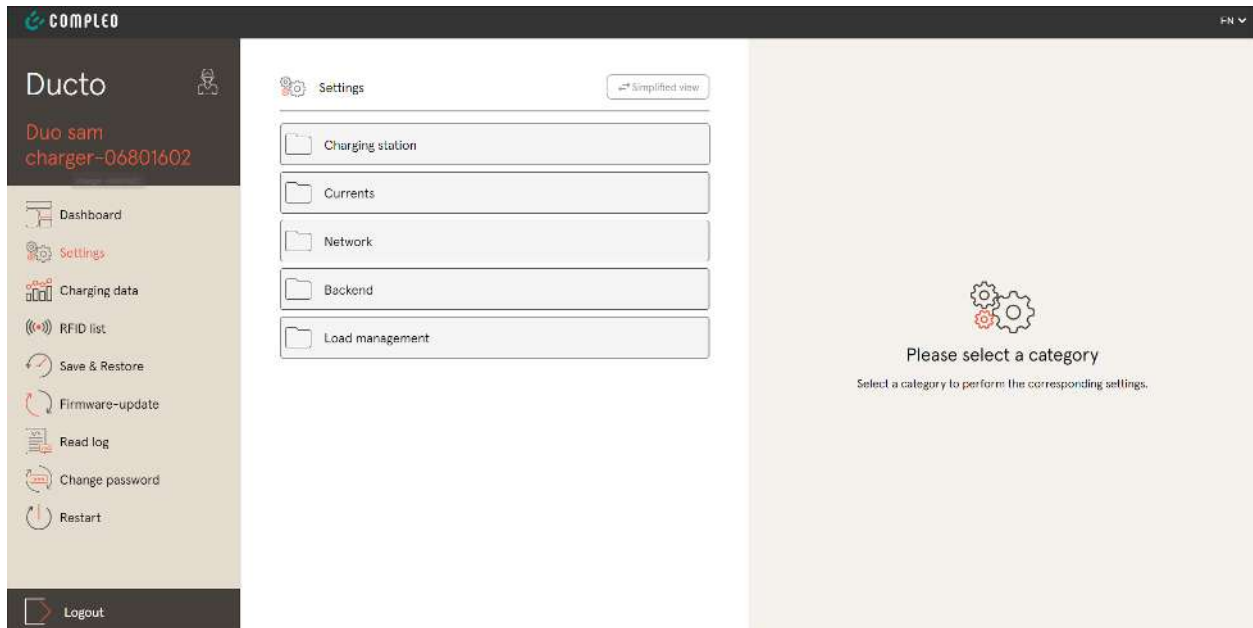 COMPLEO
EN
Ducto
Duo sam
charger-06801602
Dashboard
Settings
Charging data
RFID list
Save & Restore
Firmware-update
Read log
Change password
Restart
Logout
Settings
Simplified view
Charging station
Currents
Network
Backend
Load management
Please select a category
Select a category to perform the corresponding settings.